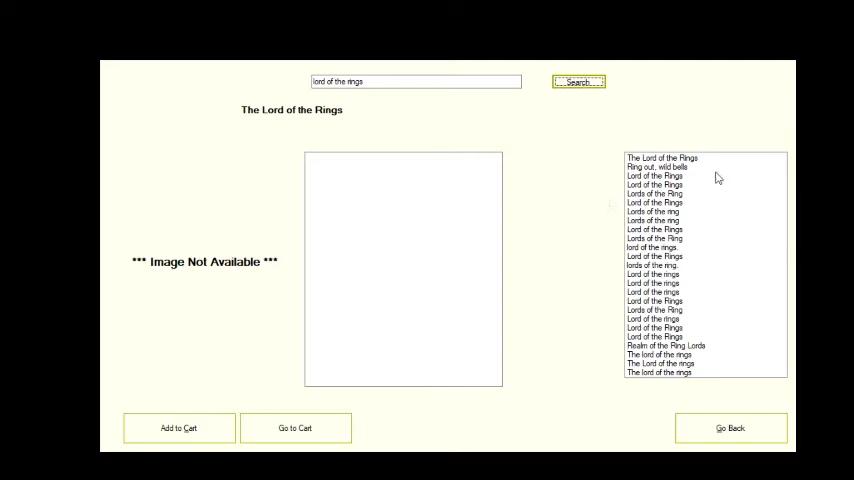 lord of the rings
Search
The Lord of the Rings
The Lord of the Rings
Ring out, wild bells
Lord of the Rings
Lord of the Rings
Lords of the Ring
Lord of the Rings
Lords of the ring
Lords of the ring
Lord of the Rings
Lords of the Ring
lord of the rings.
Lord of the Rings
lords of the ring.
Lord of the rings
Lord of the rings
Lord of the rings
Lord of the Rings
Lords of the Ring
Lord of the rings
Lord of the Rings
Lord of the Rings
Realm of the Ring Lords
The lord of the rings
The Lord of the rings
The lord of the rings
*** Image Not Available ***
Add to Cart
Go to Cart
Go Back